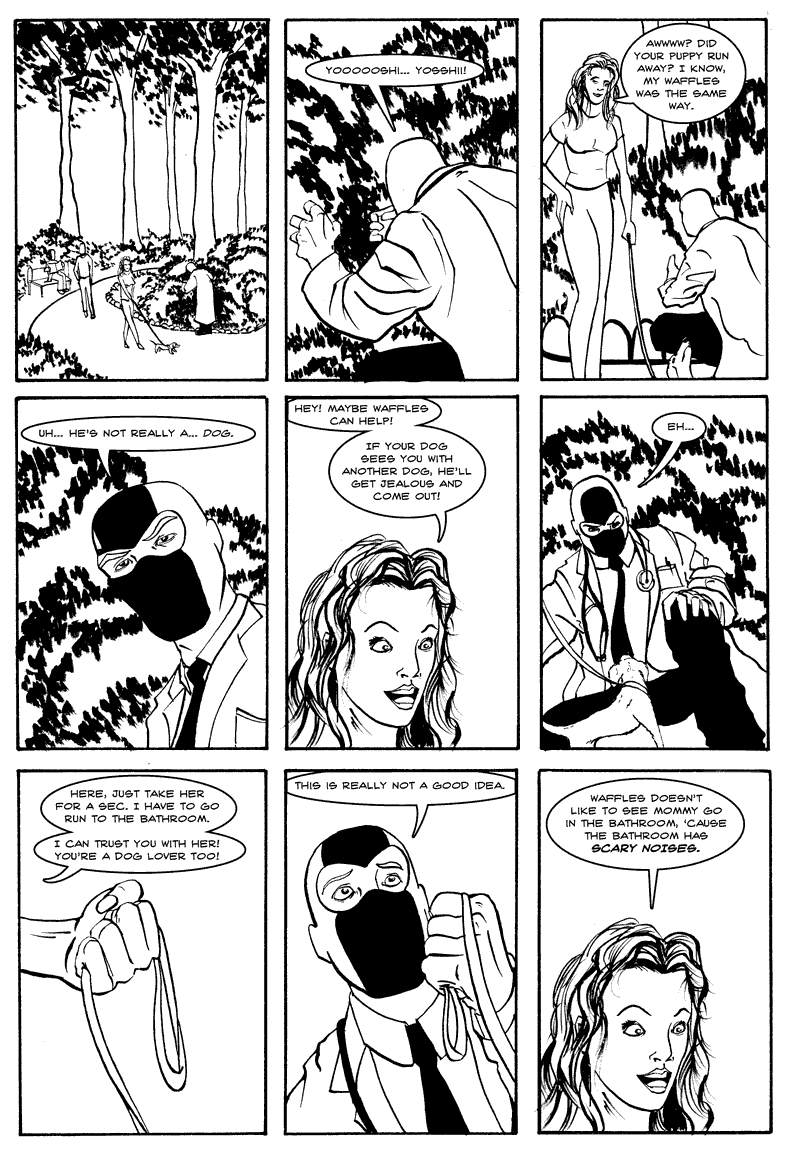 YOOOOOSHI... YOSSHII!
AWWWW? DID
YOUR PUPPY RUN
AWAY? I KNOW,
MY WAFFLES
WAS THE SAME
WAY.
UH... HE'S NOT REALLY A... DOG.
HEY! MAYBE WAFFLES
CAN HELP!
IF YOUR DOG
SEES YOU WITH
ANOTHER DOG, HE'LL
GET JEALOUS AND
COME OUT!
EH...
HERE, JUST TAKE HER
FOR A SEC. I HAVE TO GO
RUN TO THE BATHROOM.
I CAN TRUST YOU WITH HER!
YOU'RE A DOG LOVER TOO!
THIS IS REALLY NOT A GOOD IDEA.
WAFFLES DOESN'T
LIKE TO SEE MOMMY GO
IN THE BATHROOM, 'CAUSE
THE BATHROOM HAS
SCARY NOISES.